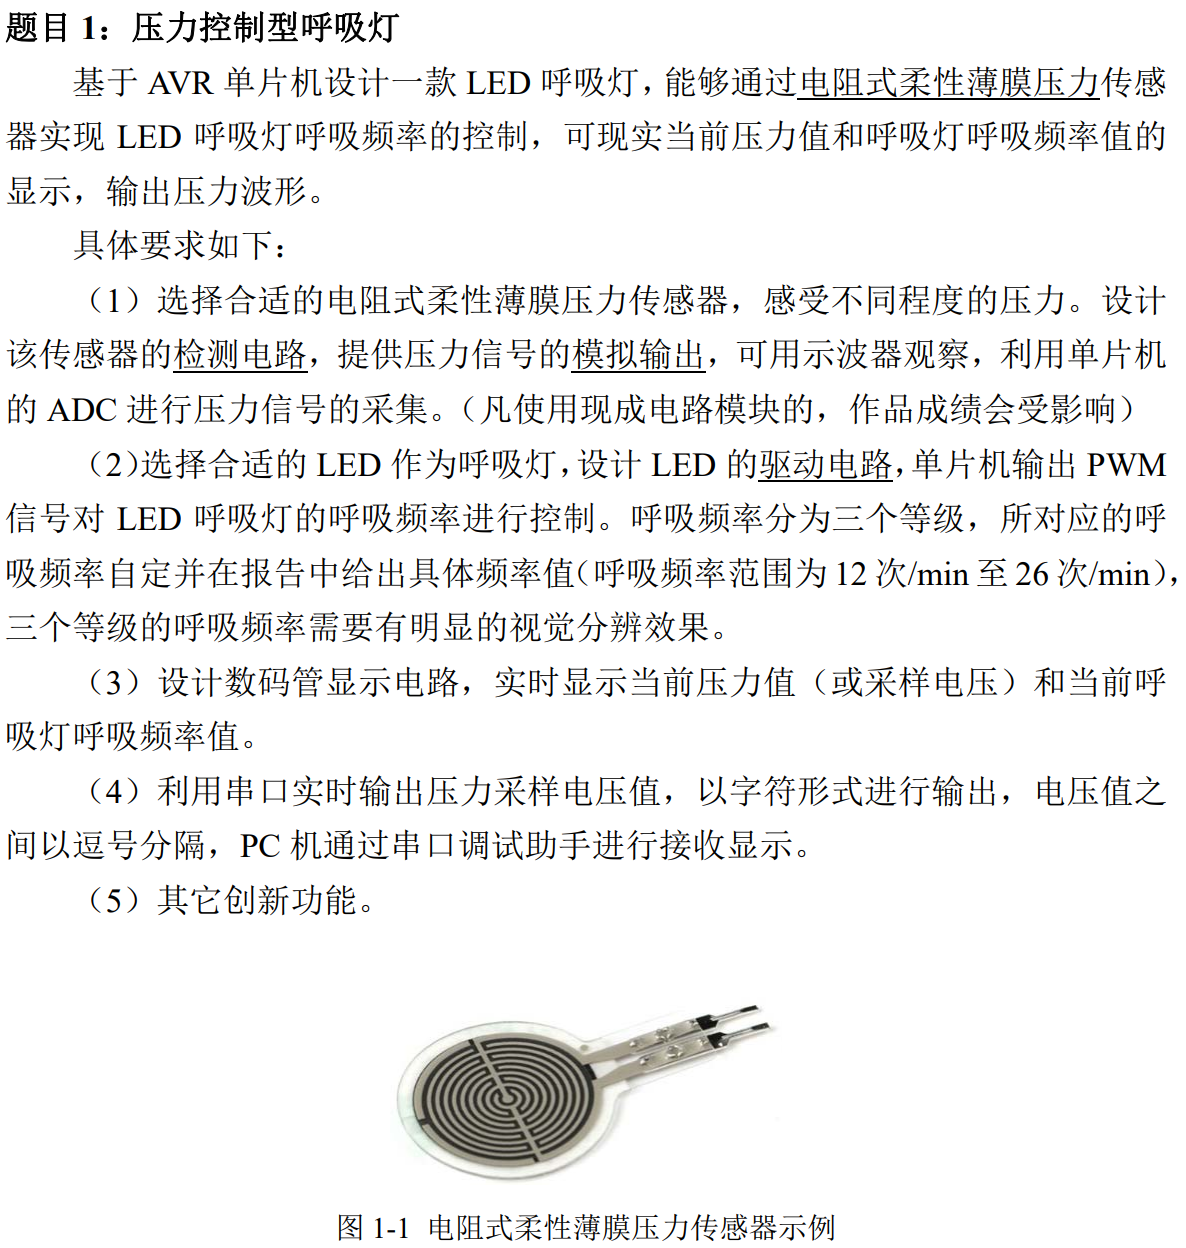 题目 1：压力控制型呼吸灯
基于 AVR 单片机设计一款 LED 呼吸灯，能够通过电阻式柔性薄膜压力传感
器实现 LED 呼吸灯呼吸频率的控制，可现实当前压力值和呼吸灯呼吸频率值的
显示，输出压力波形。
具体要求如下：
（1）选择合适的电阻式柔性薄膜压力传感器，感受不同程度的压力。设计
该传感器的检测电路，提供压力信号的模拟输出，可用示波器观察，利用单片机
的 ADC 进行压力信号的采集。（凡使用现成电路模块的，作品成绩会受影响）
（2）选择合适的 LED 作为呼吸灯，设计 LED 的驱动电路，单片机输出 PWM
信号对 LED 呼吸灯的呼吸频率进行控制。呼吸频率分为三个等级，所对应的呼
吸频率自定并在报告中给出具体频率值（呼吸频率范围为 12 次/min 至 26 次/min），
三个等级的呼吸频率需要有明显的视觉分辨效果。
（3）设计数码管显示电路，实时显示当前压力值（或采样电压）和当前呼
吸灯呼吸频率值。
（4）利用串口实时输出压力采样电压值，以字符形式进行输出，电压值之
间以逗号分隔，PC 机通过串口调试助手进行接收显示。
（5）其它创新功能。
图 1-1 电阻式柔性薄膜压力传感器示例